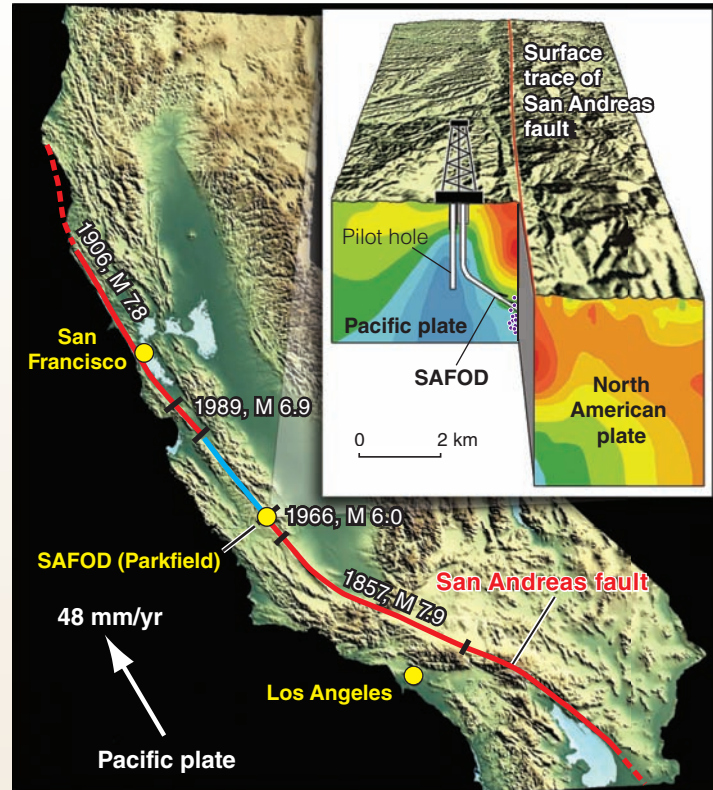 Surface
trace of
San Andreas
fault
Pilot hole
Pacific plate
SAFOD
North
American
plate
0 2 km
1906, M 7.8
San
Francisco
1989, M 6.9
1966, M 6.0
SAFOD (Parkfield)
1857, M 7.9
San Andreas fault
48 mm/yr
Los Angeles
Pacific plate